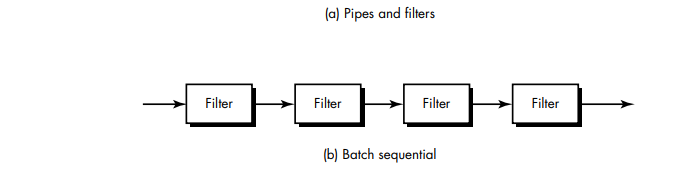 (a) Pipes and filters
Filter Filter Filter Filter
(b) Batch sequential